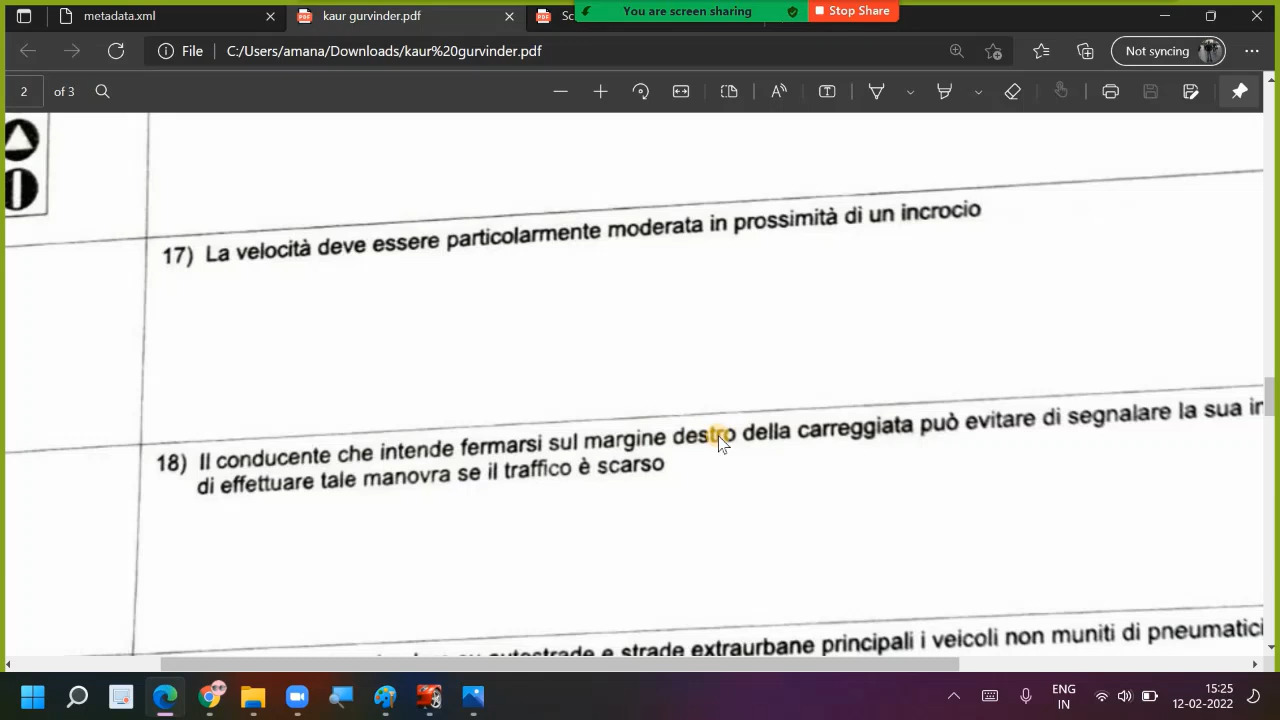 metadata.xml
kaur gurvinder.pdf
Sc
You are screen sharing
Stop Share
File
C:/Users/amana/Downloads/kaur%20gurvinder.pdf
Not syncing
2 of 3
17) La velocità deve essere particolarmente moderata in prossimità di un incrocio
18) Il conducente che intende fermarsi sul margine destro della carreggiata può evitare di segnalare la sua in
di effettuare tale manovra se il traffico è scarso
autostrade e strade extraurbane principali i veicoli non muniti di pneumatici
ENG
IN
15:25
12-02-2022